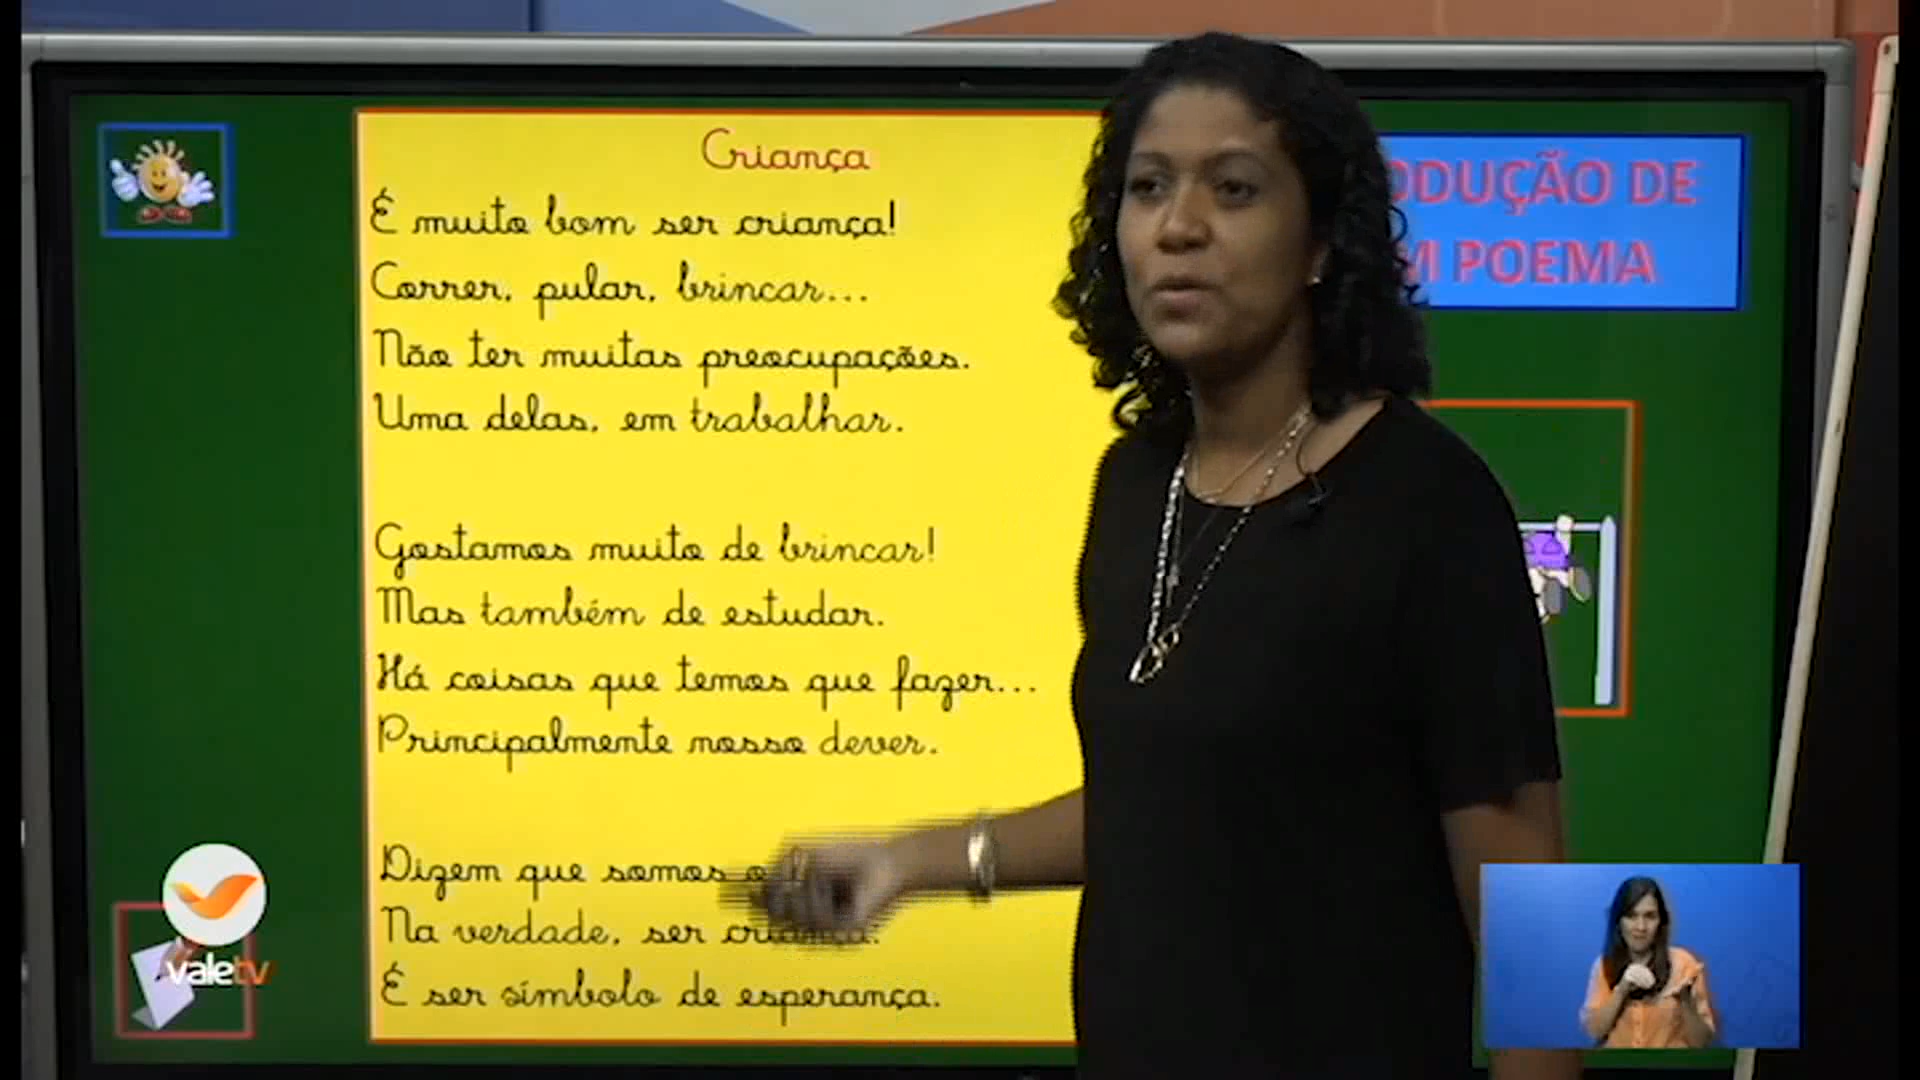 Criança
É muito bom ser criança!
Correr, pular, brincar...
Não ter muitas preocupações.
Uma delas, em trabalhar.
Gostamos muito de brincar!
Mas também de estudar.
Há coisas que temos que fazer...
Principalmente nosso dever.
Dizem que somos
Na verdade, ser criança.
É ser símbolo de esperança.
ODUÇÃO DE
M POEMA
valetv